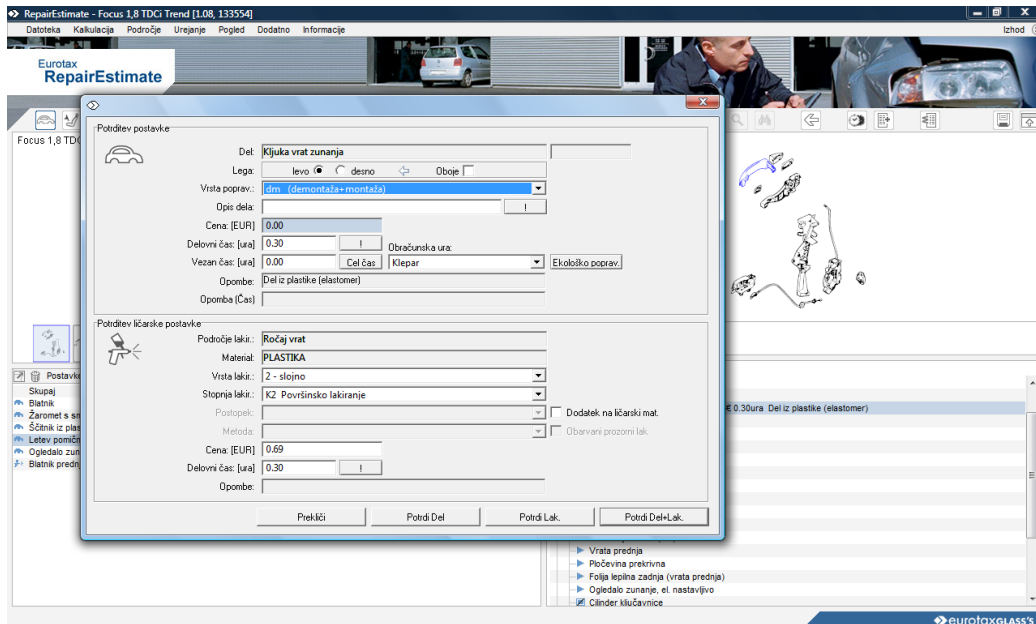 RepairEstimate - Focus 1,8 TDCi Trend [1.08, 133554]
Datoteka Kalkulacija Področje Urejanje Pogled Dodatno Informacije Izhod
Eurotax
RepairEstimate
Focus 1,8 TDC
Potrditev postavke
Del: Kljuka vrat zunanja
Lega: levo desno Oboje
Vrsta poprav.: dm (demontaža+montaža)
Opis dela: !
Cena: [EUR] 0.00
Delovni čas: [ura] 0.30 ! Obračunska ura:
Vezan čas: [ura] 0.00 Cel čas Klepar Ekološko poprav.
Opombe: Del iz plastike (elastomer)
Opomba (Čas)
Potrditev ličarske postavke
Področje lakir.: Ročaj vrat
Material: PLASTIKA
Vrsta lakir.: 2 - slojno
Stopnja lakir.: K2 Površinsko lakiranje
Postopek: Dodatek na ličarski mat.
Metoda: Obarvani prozorni lak.
Cena: [EUR] 0.69
Delovni čas: [ura] 0.30 !
Opombe:
Prekliči Potrdi Del Potrdi Lak. Potrdi Del+Lak.
Postavke
Skupaj
Blatnik
Žaromet s sm
Ščitnik iz plas
Letev pomičn
Ogledalo zun
Blatnik predn
€ 0.30ura Del iz plastike (elastomer)
Vrata prednja
Pločevina prekrivna
Folija lepilna zadnja (vrata prednja)
Ogledalo zunanje, el. nastavljivo
Cilinder ključavnice
eurotaxGLASS'S